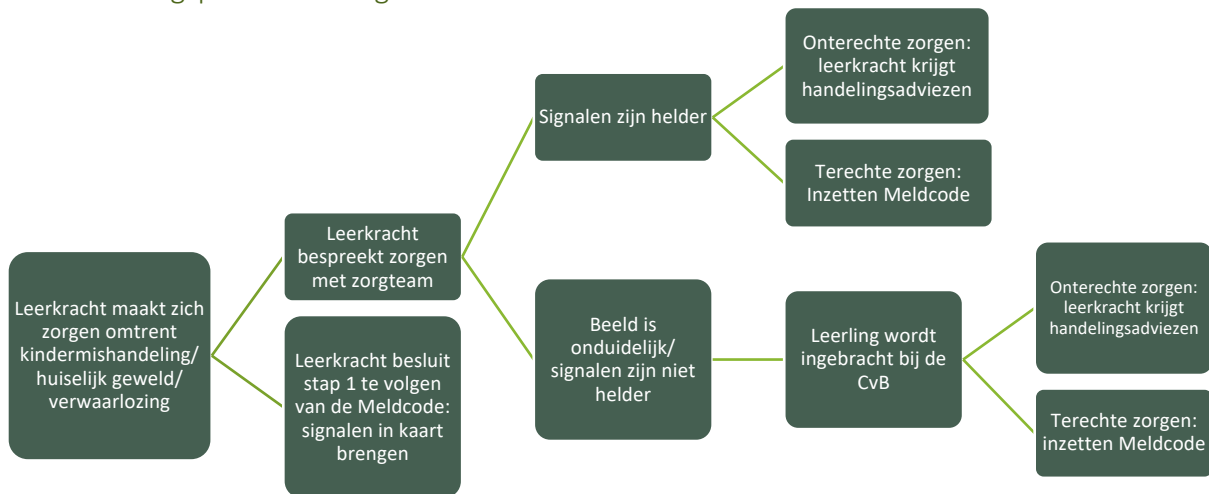 Leerkracht maakt zich
zorgen omtrent
kindermishandeling/
huiselijk geweld/
verwaarlozing
Leerkracht
bespreekt zorgen
met zorgteam
Leerkracht besluit
stap 1 te volgen
van de Meldcode:
signalen in kaart
brengen
Signalen zijn helder
Onterechte zorgen:
leerkracht krijgt
handelingsadviezen
Terechte zorgen:
Inzetten Meldcode
Beeld is
onduidelijk/
signalen zijn niet
helder
Leerling wordt
ingebracht bij de
CvB
Onterechte zorgen:
leerkracht krijgt
handelingsadviezen
Terechte zorgen:
inzetten Meldcode